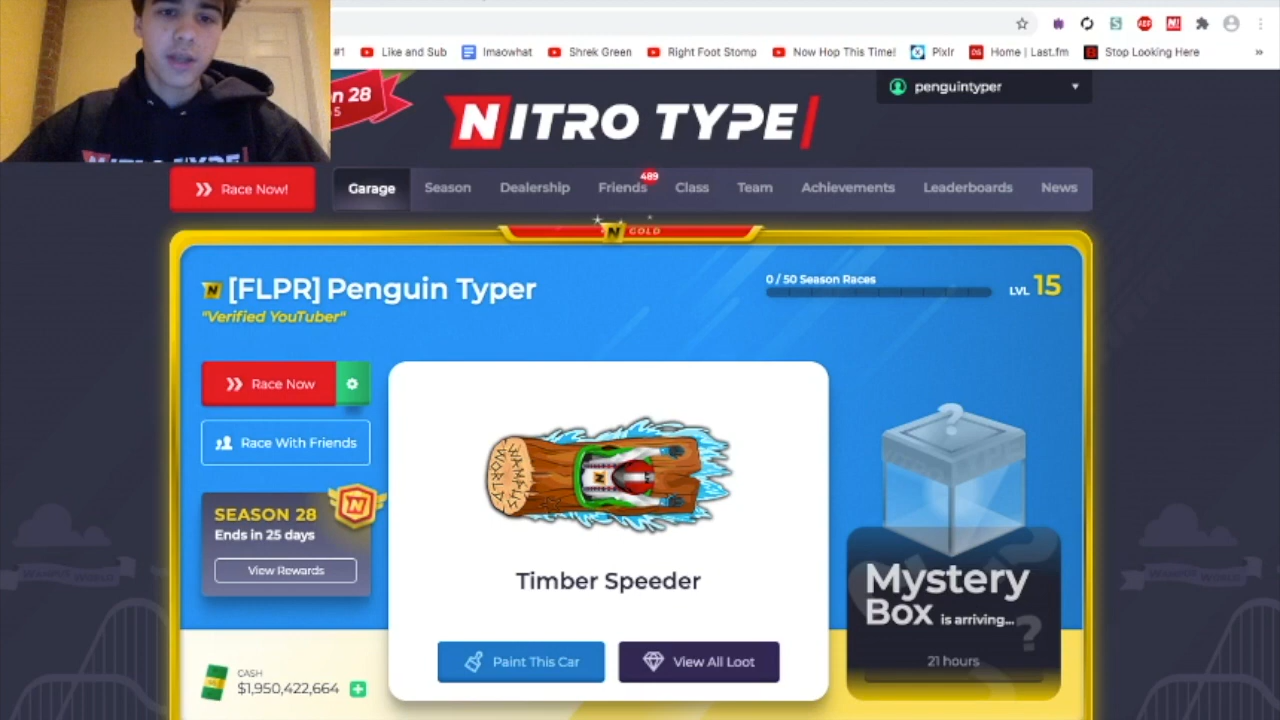 #1
Like and Sub
lmaowhat
Shrek Green
Right Foot Stomp
Now Hop This Time!
Pixlr
Home | Last.fm
Stop Looking Here
»
n 28
NITRO TYPE
penguintyper
Race Now!
Garage
Season
Dealership
Friends
489
Class
Team
Achievements
Leaderboards
News
N GOLD
[FLPR] Penguin Typer
"Verified YouTuber"
0 / 50 Season Races
LVL 15
Race Now
Race With Friends
SEASON 28
Ends in 25 days
View Rewards
CASH
$1,950,422,664
WAMPUS
WORLD
Timber Speeder
Paint This Car
View All Loot
Mystery
Box is arriving...
21 hours